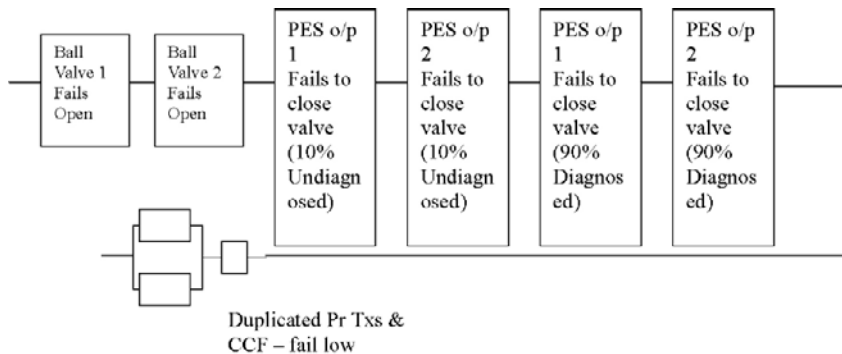 Ball
Valve 1
Fails
Open
Ball
Valve 2
Fails
Open
PES o/p
1
Fails to
close
valve
(10%
Undiagn
osed)
PES o/p
2
Fails to
close
valve
(10%
Undiagn
osed)
PES o/p
1
Fails to
close
valve
(90%
Diagnos
ed)
PES o/p
2
Fails to
close
valve
(90%
Diagnos
ed)
Duplicated Pr Txs &
CCF – fail low